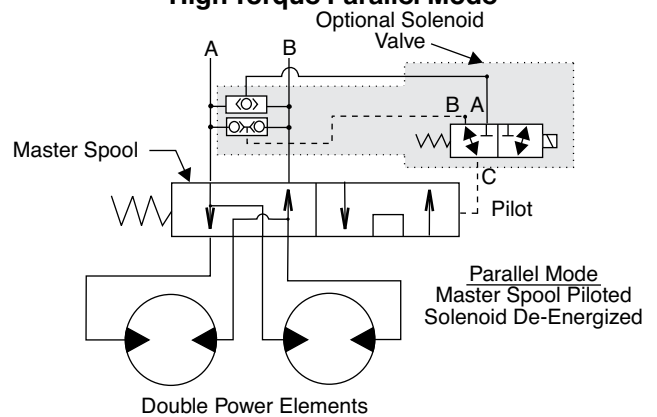 High Torque Parallel Mode
Optional Solenoid
Valve
A
B
B A
Master Spool
C
Pilot
Parallel Mode
Master Spool Piloted
Solenoid De-Energized
Double Power Elements